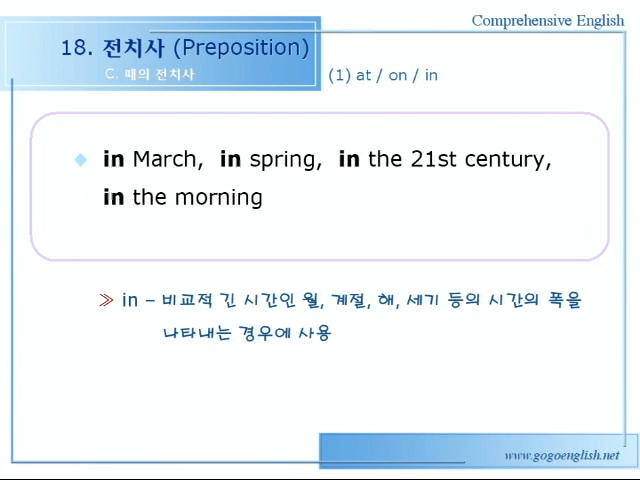 Comprehensive English
18. 전치사 (Preposition)
C. 때의 전치사
(1) at / on / in
in March, in spring, in the 21st century,
in the morning
≫ in – 비교적 긴 시간인 월, 계절, 해, 세기 등의 시간의 폭을
나타내는 경우에 사용
www.gogoenglish.net